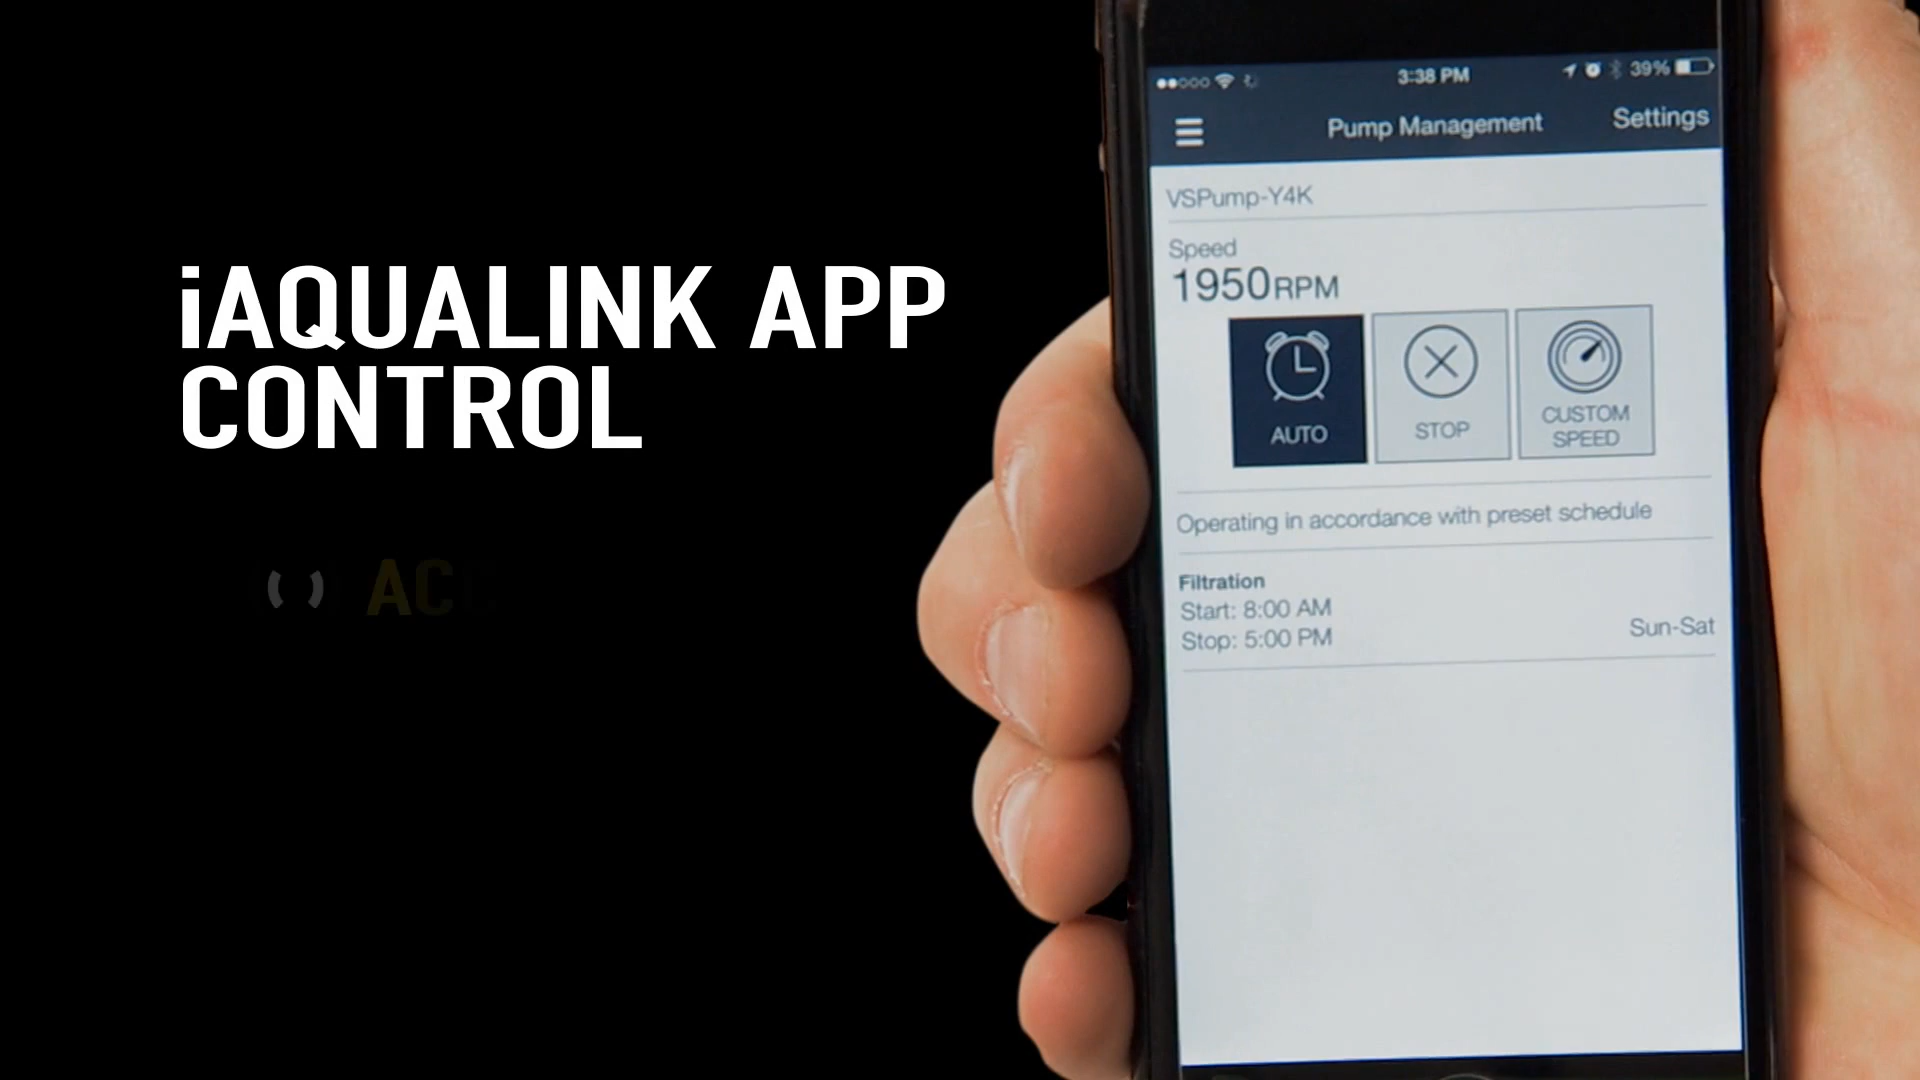 iAQUALINK APP
CONTROL
AC
3:38 PM
39%
Pump Management
Settings
VSPump-Y4K
Speed
1950RPM
AUTO
STOP
CUSTOM
SPEED
Operating in accordance with preset schedule
Filtration
Start: 8:00 AM
Stop: 5:00 PM
Sun-Sat